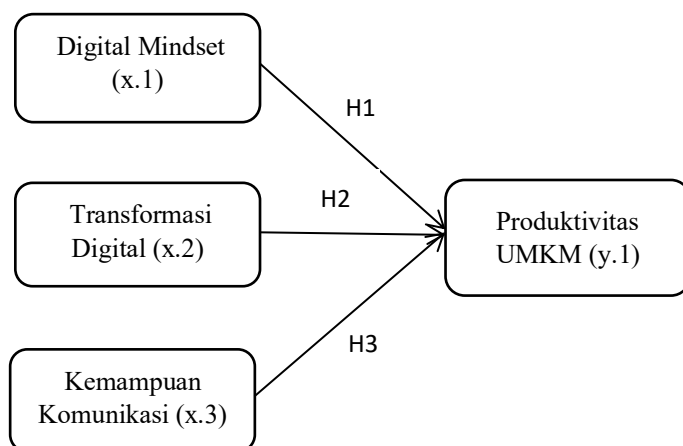 Digital Mindset
(x.1)
H1
Transformasi
Digital (x.2)
H2
Produktivitas
UMKM (y.1)
H3
Kemampuan
Komunikasi (x.3)